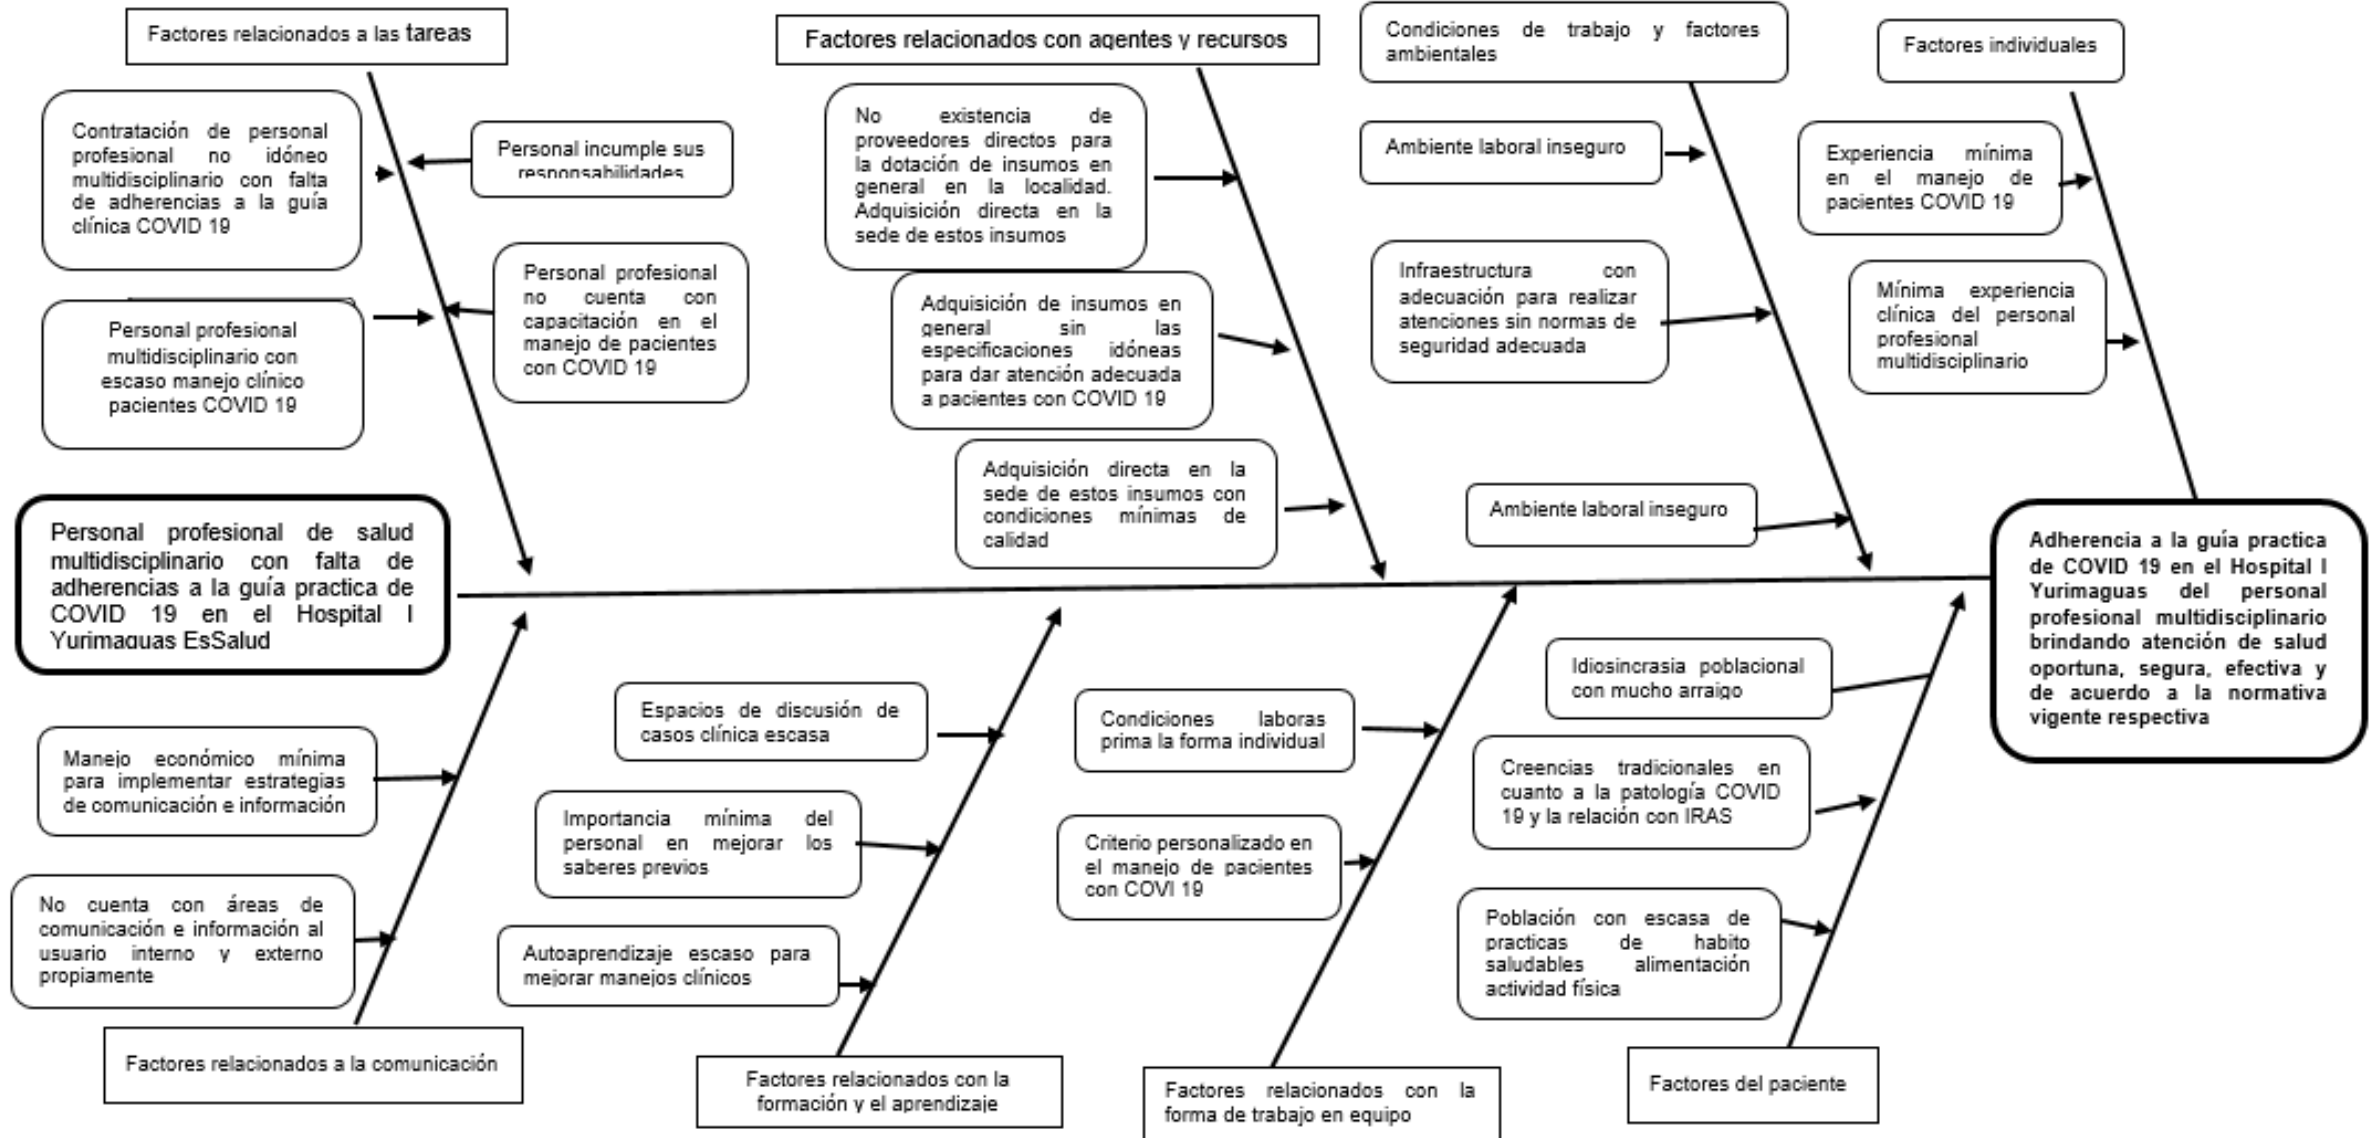 Factores relacionados a las tareas
Factores relacionados con agentes y recursos
Condiciones de trabajo y factores
ambientales
Factores individuales
Contratación de personal
profesional no idóneo
multidisciplinario con falta
de adherencias a la guía
clínica COVID 19
Personal incumple sus
responsabilidades
Personal profesional
multidisciplinario con
escaso manejo clínico
pacientes COVID 19
Personal profesional
no cuenta con
capacitación en el
manejo de pacientes
con COVID 19
No existencia de
proveedores directos para
la dotación de insumos en
general en la localidad.
Adquisición directa en la
sede de estos insumos
Adquisición de insumos en
general sin las
especificaciones idóneas
para dar atención adecuada
a pacientes con COVID 19
Adquisición directa en la
sede de estos insumos con
condiciones mínimas de
calidad
Ambiente laboral inseguro
Infraestructura con
adecuación para realizar
atenciones sin normas de
seguridad adecuada
Ambiente laboral inseguro
Experiencia mínima
en el manejo de
pacientes COVID 19
Mínima experiencia
clínica del personal
profesional
multidisciplinario
Personal profesional de salud
multidisciplinario con falta de
adherencias a la guía practica de
COVID 19 en el Hospital I
Yurimaguas EsSalud
Adherencia a la guía practica
de COVID 19 en el Hospital I
Yurimaguas del personal
profesional multidisciplinario
brindando atención de salud
oportuna, segura, efectiva y
de acuerdo a la normativa
vigente respectiva
Manejo económico mínima
para implementar estrategias
de comunicación e información
No cuenta con áreas de
comunicación e información al
usuario interno y externo
propiamente
Espacios de discusión de
casos clínica escasa
Importancia mínima del
personal en mejorar los
saberes previos
Autoaprendizaje escaso para
mejorar manejos clínicos
Condiciones laboras
prima la forma individual
Criterio personalizado en
el manejo de pacientes
con COVI 19
Idiosincrasia poblacional
con mucho arraigo
Creencias tradicionales en
cuanto a la patología COVID
19 y la relación con IRAS
Población con escasa de
practicas de habito
saludables alimentación
actividad física
Factores relacionados a la comunicación
Factores relacionados con la
formación y el aprendizaje
Factores relacionados con la
forma de trabajo en equipo
Factores del paciente